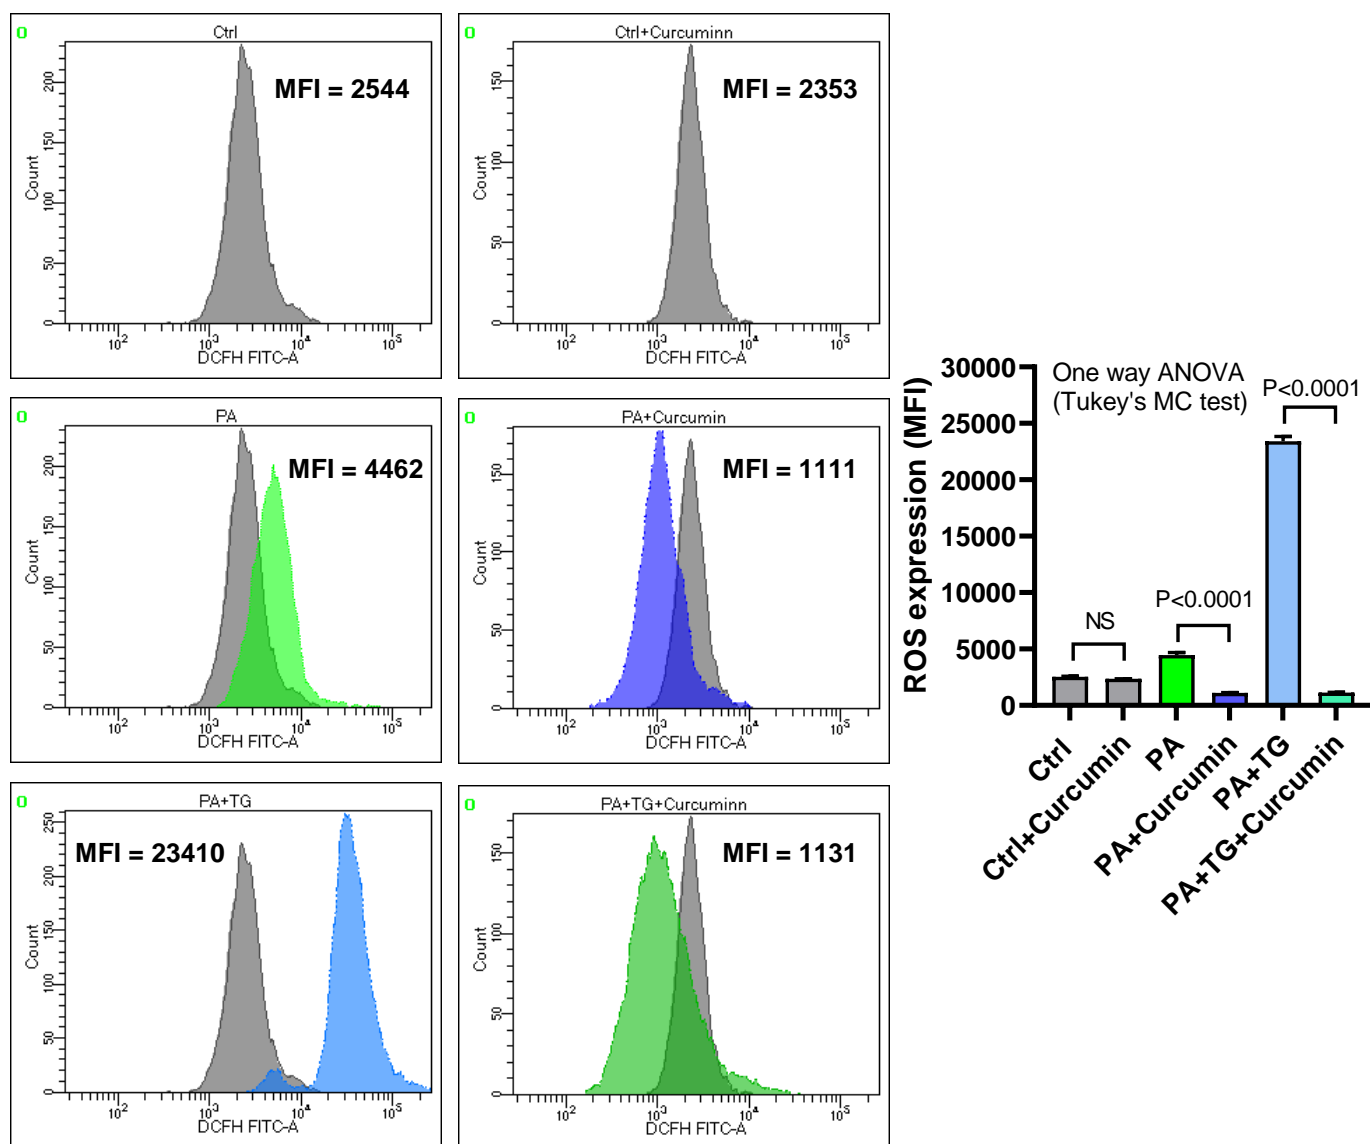 0
Ctrl
MFI = 2544
Count
0
50
100
150
200
10²
10³
10⁴
10⁵
DCFH FITC-A
0
Ctrl+Curcuminn
MFI = 2353
Count
0
50
100
150
10²
10³
10⁴
10⁵
DCFH FITC-A
0
PA
MFI = 4462
Count
0
50
100
150
200
10²
10³
10⁴
10⁵
DCFH FITC-A
0
PA+Curcumin
MFI = 1111
Count
0
50
100
150
10²
10³
10⁴
10⁵
DCFH FITC-A
0
PA+TG
MFI = 23410
Count
0
50
100
150
200
250
10²
10³
10⁴
10⁵
DCFH FITC-A
0
PA+TG+Curcuminn
MFI = 1131
Count
0
50
100
150
10²
10³
10⁴
10⁵
DCFH FITC-A
ROS expression (MFI)
30000
25000
20000
15000
10000
5000
0
One way ANOVA
(Tukey's MC test)
P<0.0001
P<0.0001
NS
Ctrl
Ctrl+Curcumin
PA
PA+Curcumin
PA+TG
PA+TG+Curcumin